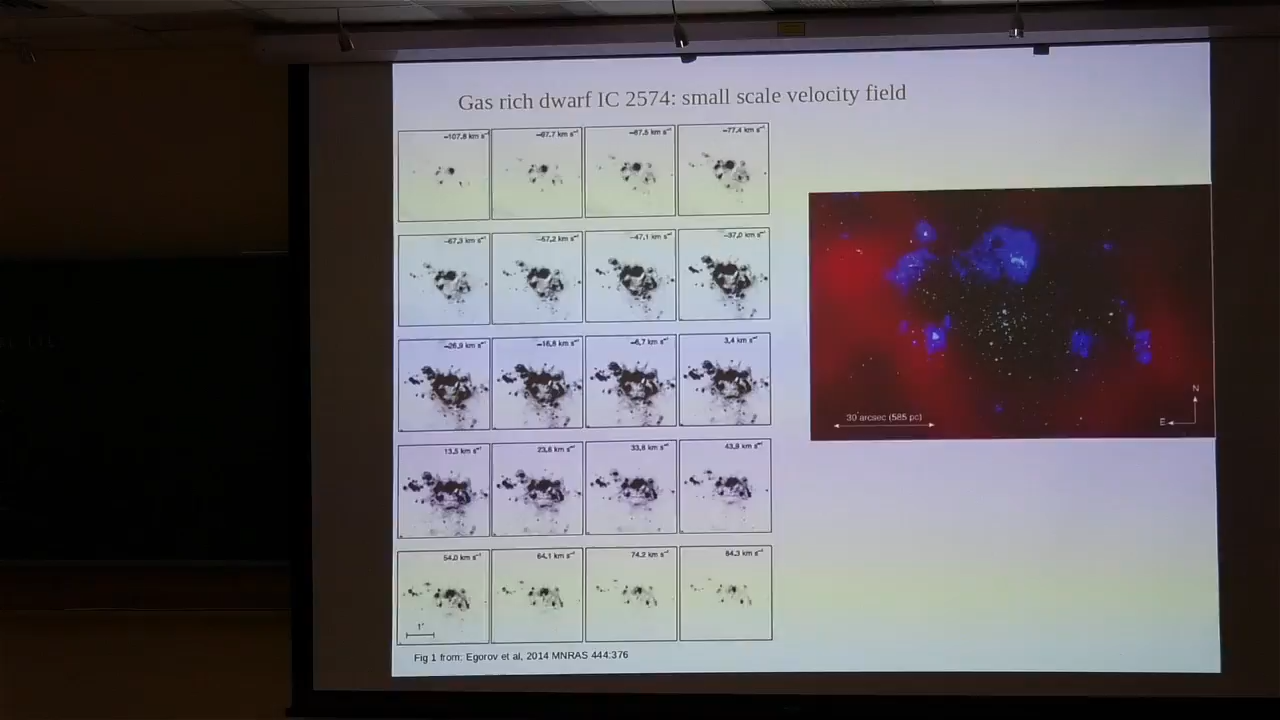 Gas rich dwarf IC 2574: small scale velocity field
−107,8 km s⁻¹ −97,7 km s⁻¹ −87,5 km s⁻¹ −77,4 km s⁻¹
−67,3 km s⁻¹ −57,2 km s⁻¹ −47,1 km s⁻¹ −37,0 km s⁻¹
−26,9 km s⁻¹ −16,8 km s⁻¹ −6,7 km s⁻¹ 3,4 km s⁻¹
13,5 km s⁻¹ 23,6 km s⁻¹ 33,8 km s⁻¹ 43,9 km s⁻¹
54,0 km s⁻¹ 64,1 km s⁻¹ 74,2 km s⁻¹ 84,3 km s⁻¹
1'
30 arcsec (585 pc)
N
E
Fig 1 from: Egorov et al, 2014 MNRAS 444:376